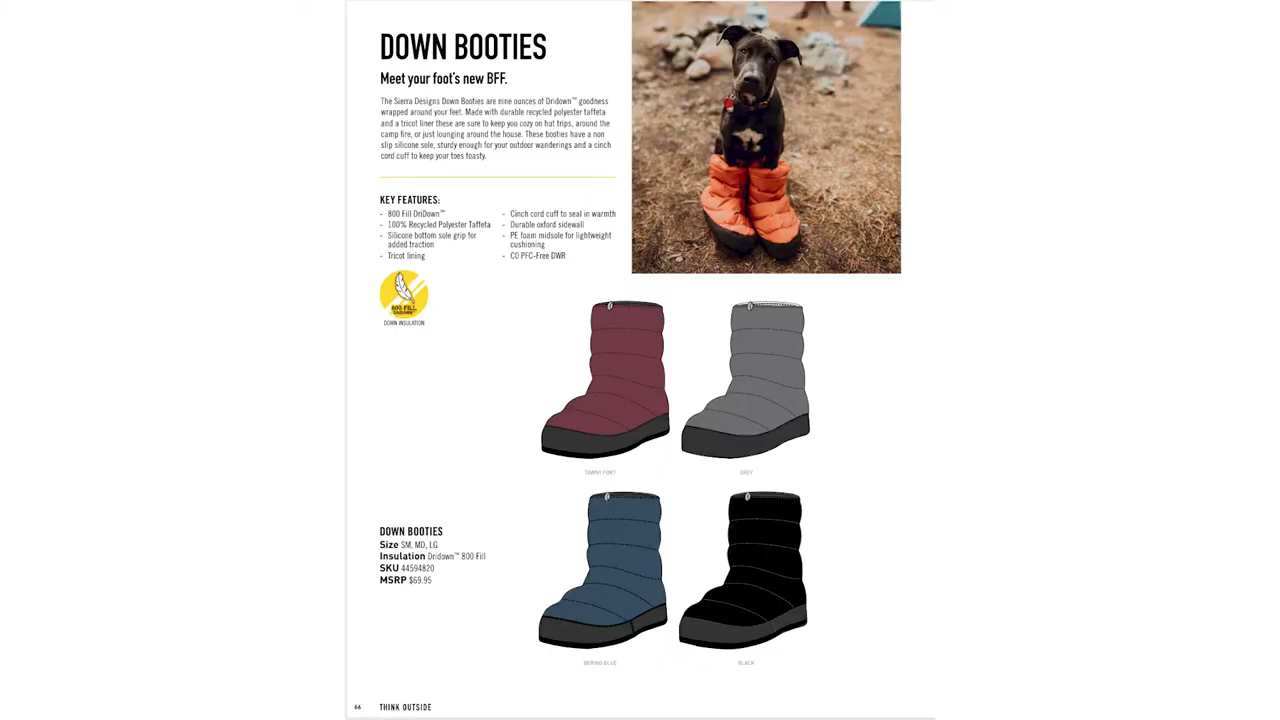 DOWN BOOTIES
Meet your foot's new BFF.
The Sierra Designs Down Booties are nine ounces of Dridown™ goodness
wrapped around your feet. Made with durable recycled polyester taffeta
and a tricot liner these are sure to keep you cozy on hut trips, around the
camp fire, or just lounging around the house. These booties have a non
slip silicone sole, sturdy enough for your outdoor wanderings and a cinch
cord cuff to keep your toes toasty.
KEY FEATURES:
- 800 Fill DriDown™
- 100% Recycled Polyester Taffeta
- Silicone bottom sole grip for
added traction
- Tricot lining
- Cinch cord cuff to seal in warmth
- Durable oxford sidewall
- PE foam midsole for lightweight
cushioning
- C0 PFC-Free DWR
800 FILL
DRIDOWN
DOWN INSULATION
TAWNY PORT
GREY
DOWN BOOTIES
Size SM, MD, LG
Insulation Dridown™ 800 Fill
SKU 44594820
MSRP $69.95
BERING BLUE
BLACK
66 THINK OUTSIDE